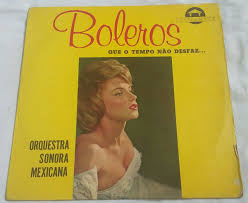 Boleros
QUE O TEMPO NÃO DESFAZ...
ORQUESTRA
SONORA
MEXICANA